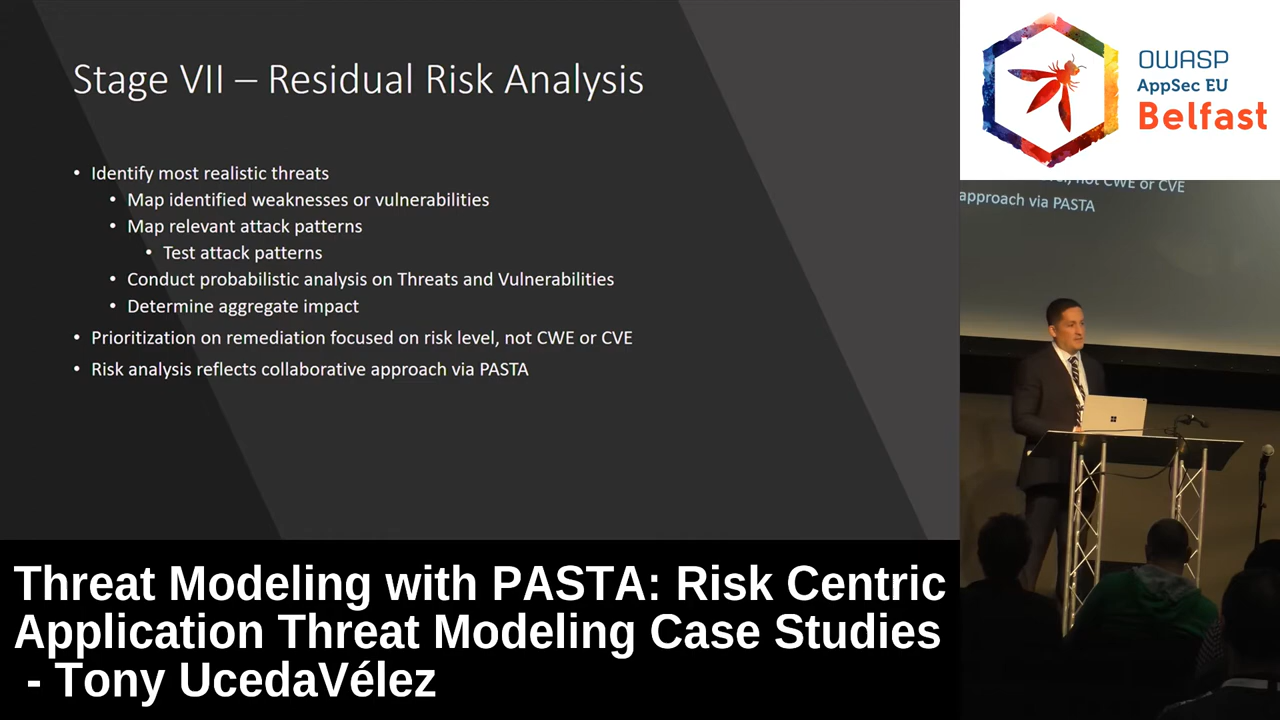 Stage VII – Residual Risk Analysis
• Identify most realistic threats
• Map identified weaknesses or vulnerabilities
• Map relevant attack patterns
• Test attack patterns
• Conduct probabilistic analysis on Threats and Vulnerabilities
• Determine aggregate impact
• Prioritization on remediation focused on risk level, not CWE or CVE
• Risk analysis reflects collaborative approach via PASTA
OWASP
AppSec EU
Belfast
not CWE or CVE
approach via PASTA
Threat Modeling with PASTA: Risk Centric
Application Threat Modeling Case Studies
- Tony UcedaVélez